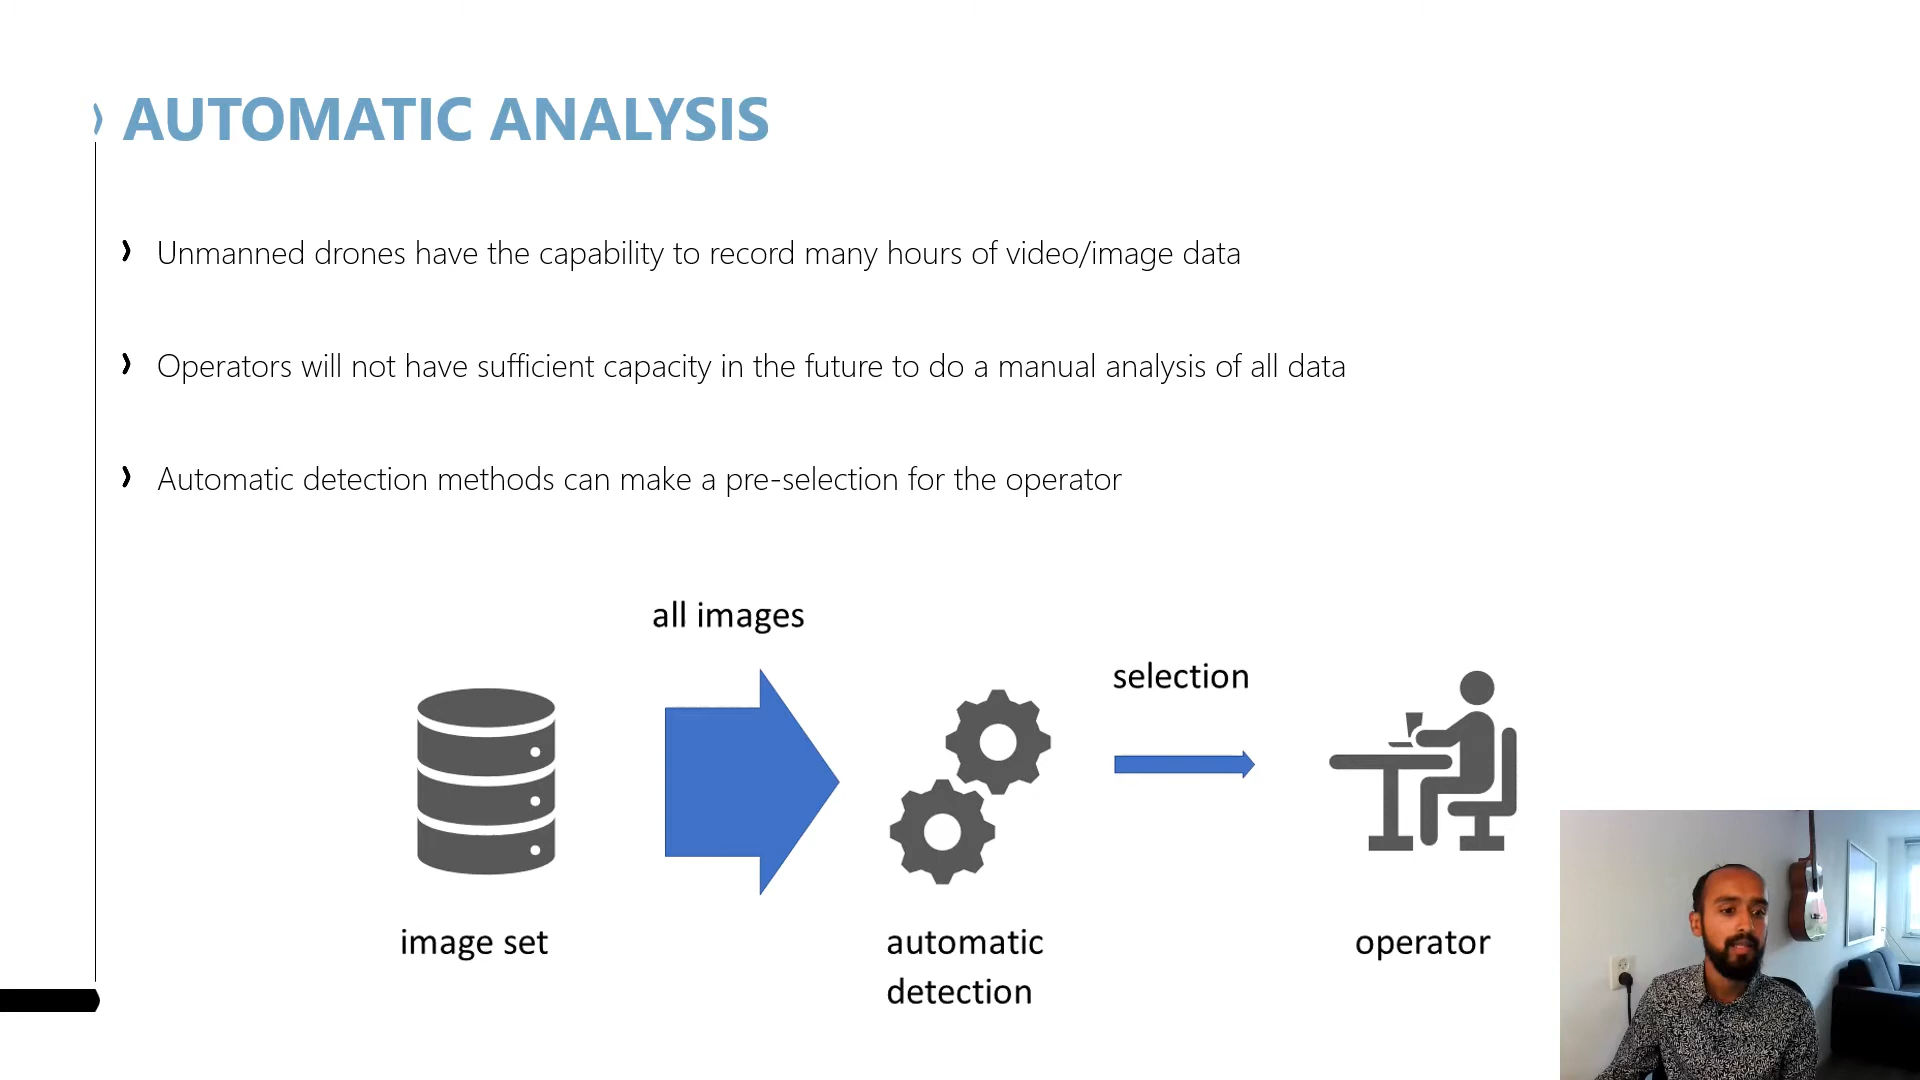 AUTOMATIC ANALYSIS
Unmanned drones have the capability to record many hours of video/image data
Operators will not have sufficient capacity in the future to do a manual analysis of all data
Automatic detection methods can make a pre-selection for the operator
all images
selection
image set
automatic
detection
operator